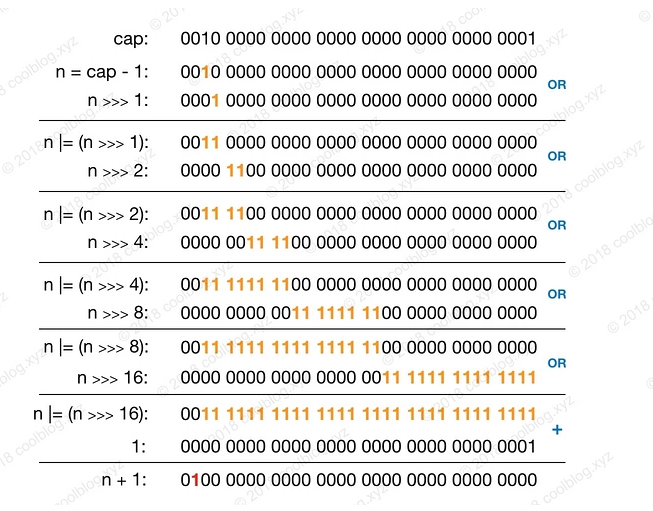 cap: 0010 0000 0000 0000 0000 0000 0000 0001
n = cap - 1: 0010 0000 0000 0000 0000 0000 0000 0000
n >>> 1: 0001 0000 0000 0000 0000 0000 0000 0000
OR
n |= (n >>> 1): 0011 0000 0000 0000 0000 0000 0000 0000
n >>> 2: 0000 1100 0000 0000 0000 0000 0000 0000
OR
n |= (n >>> 2): 0011 1100 0000 0000 0000 0000 0000 0000
n >>> 4: 0000 0011 1100 0000 0000 0000 0000 0000
OR
n |= (n >>> 4): 0011 1111 1100 0000 0000 0000 0000 0000
n >>> 8: 0000 0000 0011 1111 1100 0000 0000 0000
OR
n |= (n >>> 8): 0011 1111 1111 1111 1100 0000 0000 0000
n >>> 16: 0000 0000 0000 0000 0011 1111 1111 1111
OR
n |= (n >>> 16): 0011 1111 1111 1111 1111 1111 1111 1111
1: 0000 0000 0000 0000 0000 0000 0000 0001
+
n + 1: 0100 0000 0000 0000 0000 0000 0000 0000
© 2018 coolblog.xyz